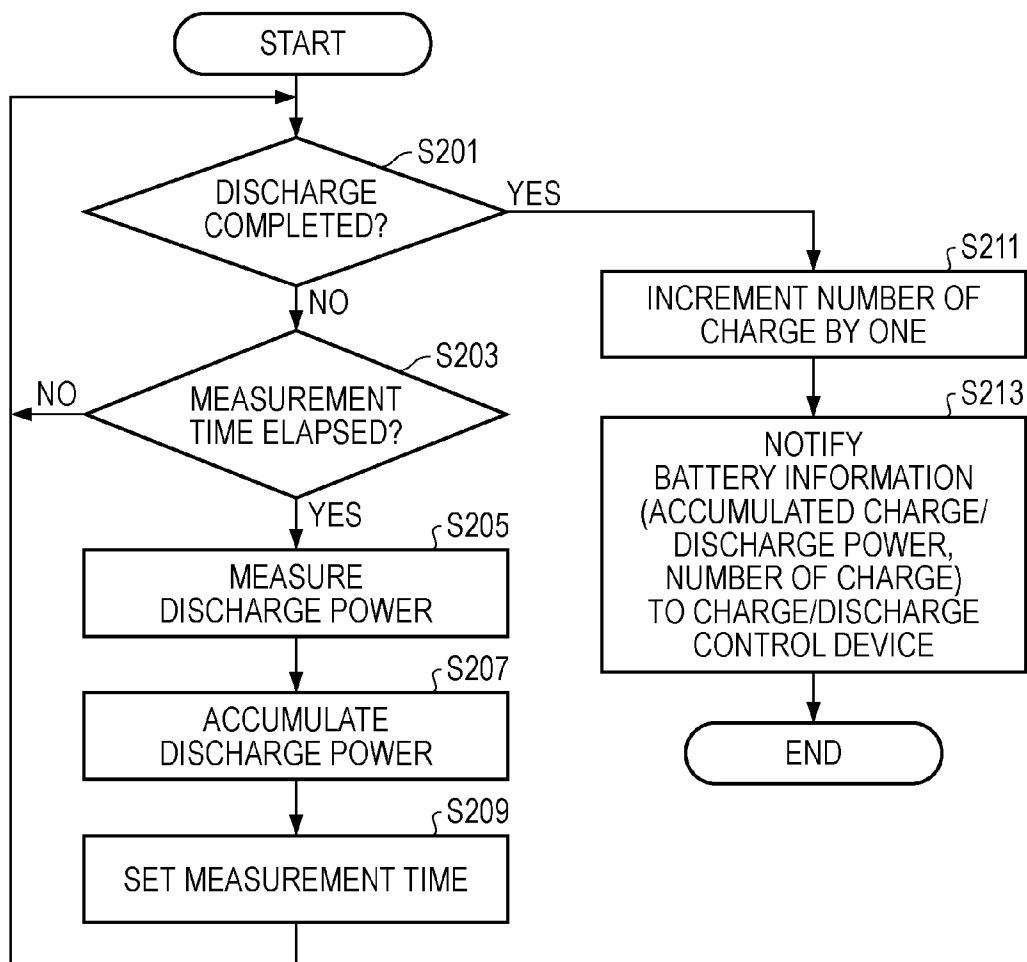 START
S201
DISCHARGE
COMPLETED?
YES
NO
S203
MEASUREMENT
TIME ELAPSED?
NO
YES
S205
MEASURE
DISCHARGE POWER
S207
ACCUMULATE
DISCHARGE POWER
S209
SET MEASUREMENT TIME
S211
INCREMENT NUMBER OF
CHARGE BY ONE
S213
NOTIFY
BATTERY INFORMATION
(ACCUMULATED CHARGE/
DISCHARGE POWER,
NUMBER OF CHARGE)
TO CHARGE/DISCHARGE
CONTROL DEVICE
END